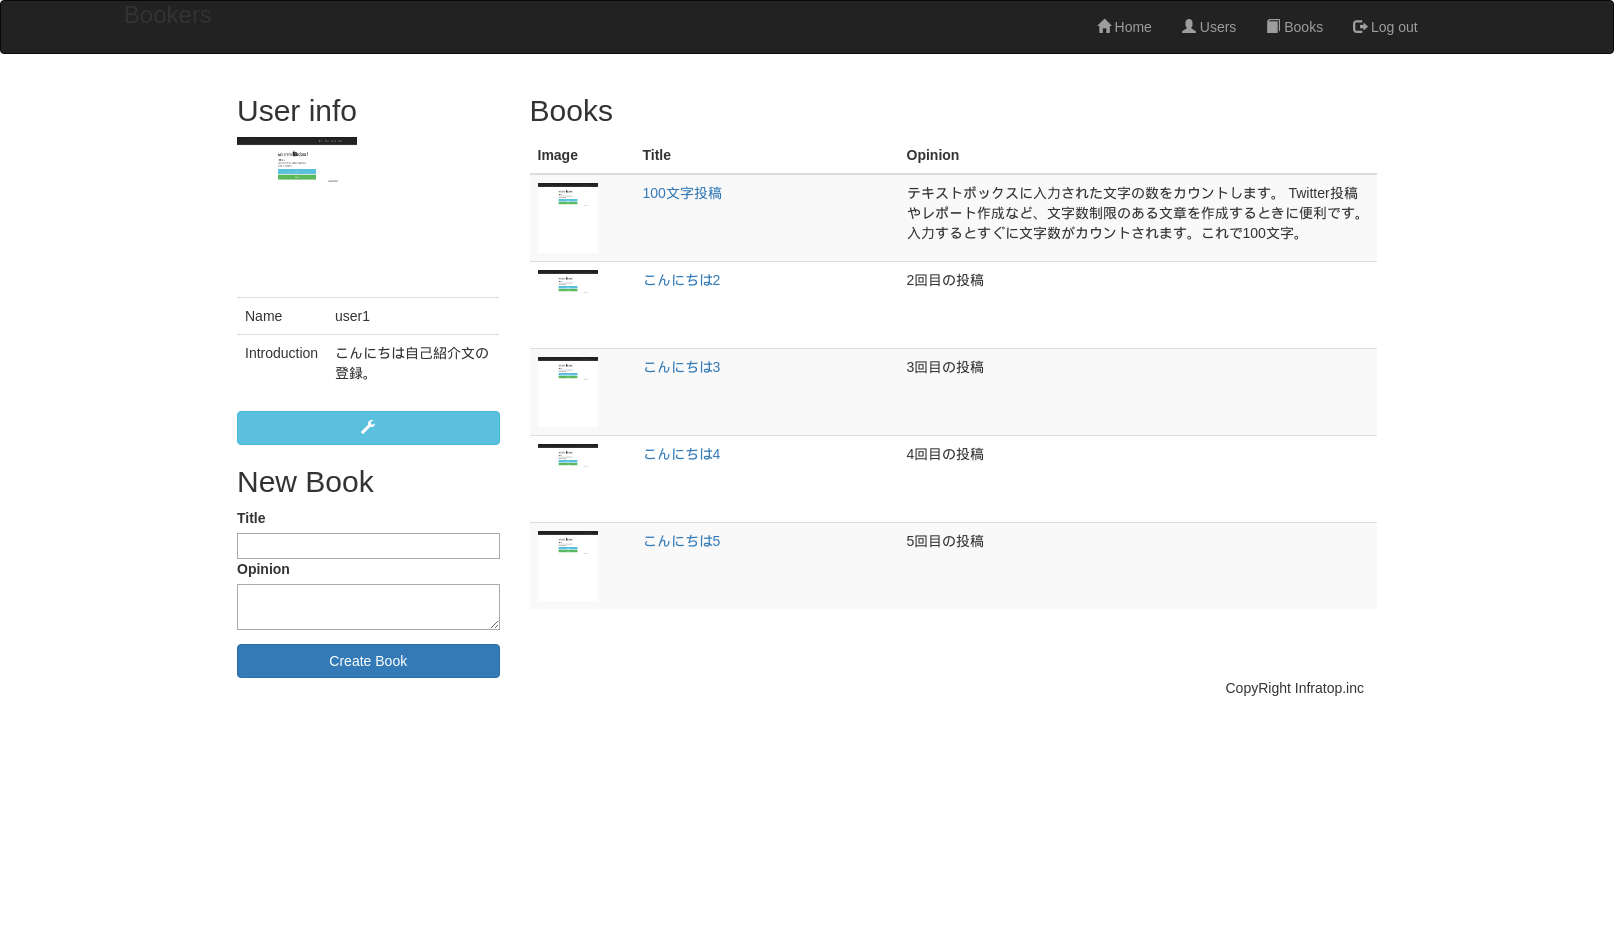 Bookers
Home Users Books Log out
User info
Name user1
Introduction こんにちは自己紹介文の
登録。
New Book
Title
Opinion
Create Book
Books
Image Title Opinion
100文字投稿 テキストボックスに入力された文字の数をカウントします。 Twitter投稿
やレポート作成など、文字数制限のある文章を作成するときに便利です。
入力するとすぐに文字数がカウントされます。これで100文字。
こんにちは2 2回目の投稿
こんにちは3 3回目の投稿
こんにちは4 4回目の投稿
こんにちは5 5回目の投稿
CopyRight Infratop.inc